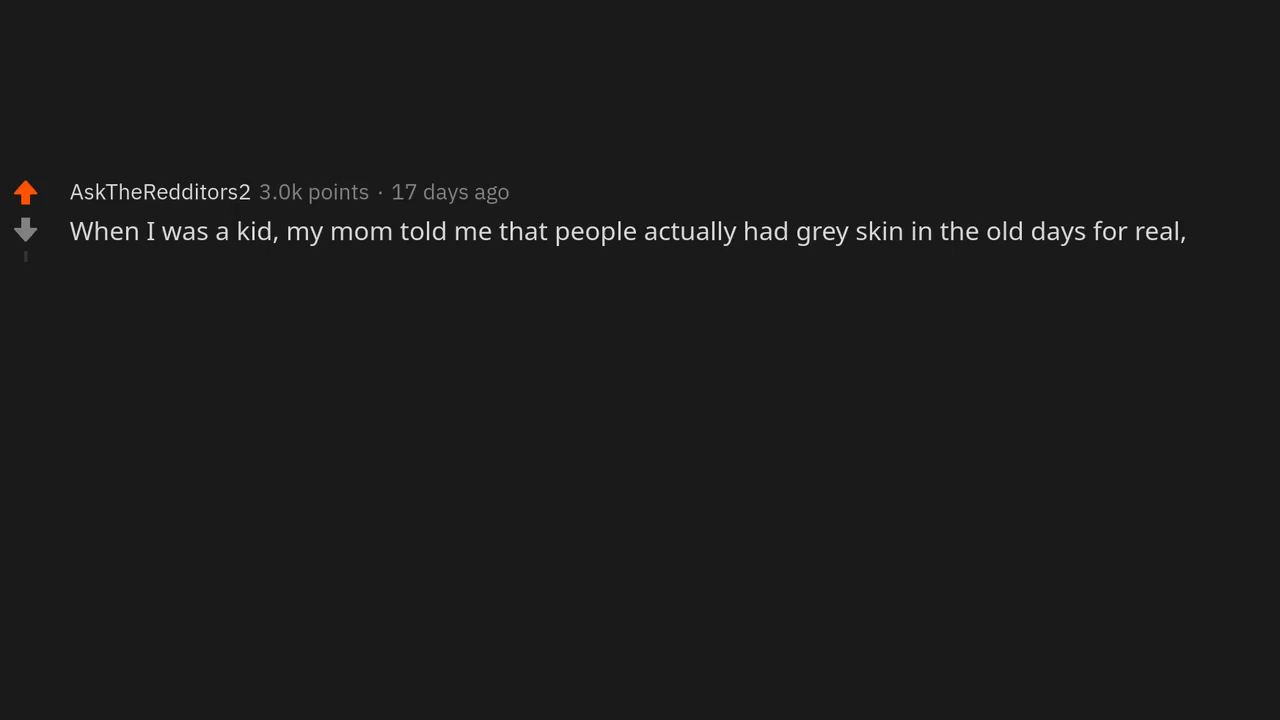 AskTheRedditors2 3.0k points · 17 days ago
When I was a kid, my mom told me that people actually had grey skin in the old days for real,